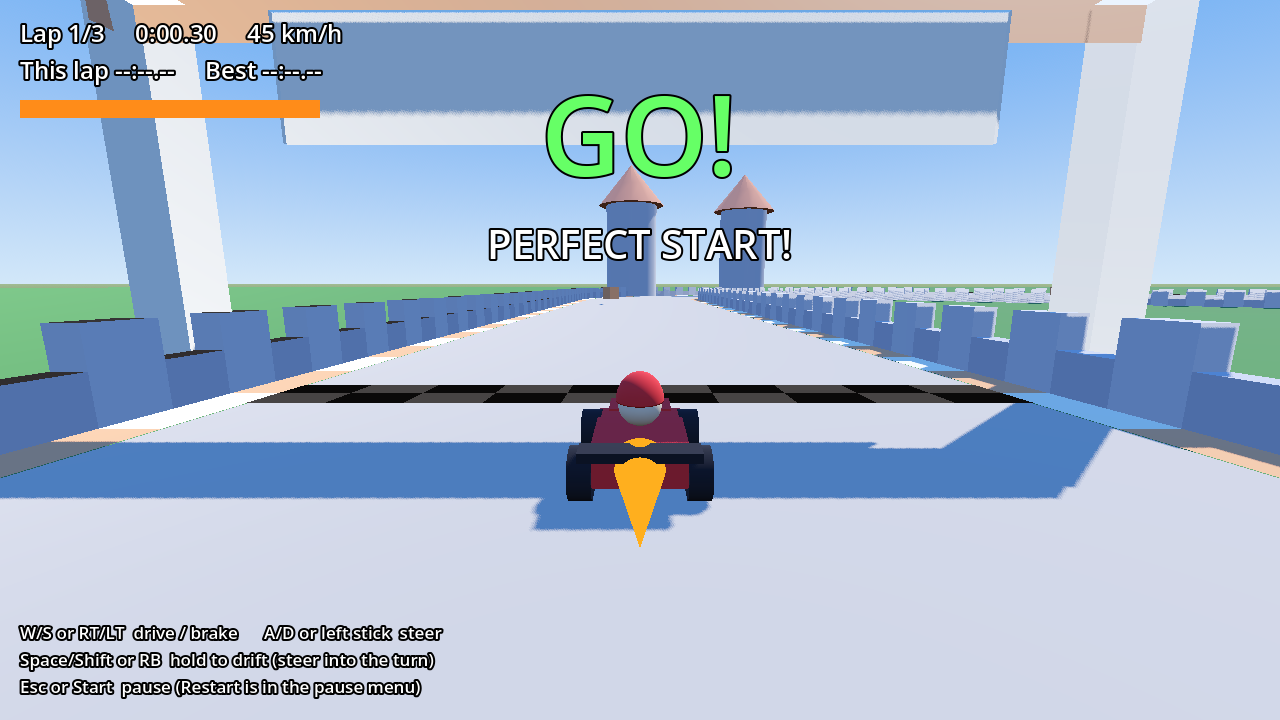 Lap 1/3 0:00.30 45 km/h
This lap --:--.-- Best --:--.--
GO!
PERFECT START!
W/S or RT/LT drive / brake A/D or left stick steer
Space/Shift or RB hold to drift (steer into the turn)
Esc or Start pause (Restart is in the pause menu)